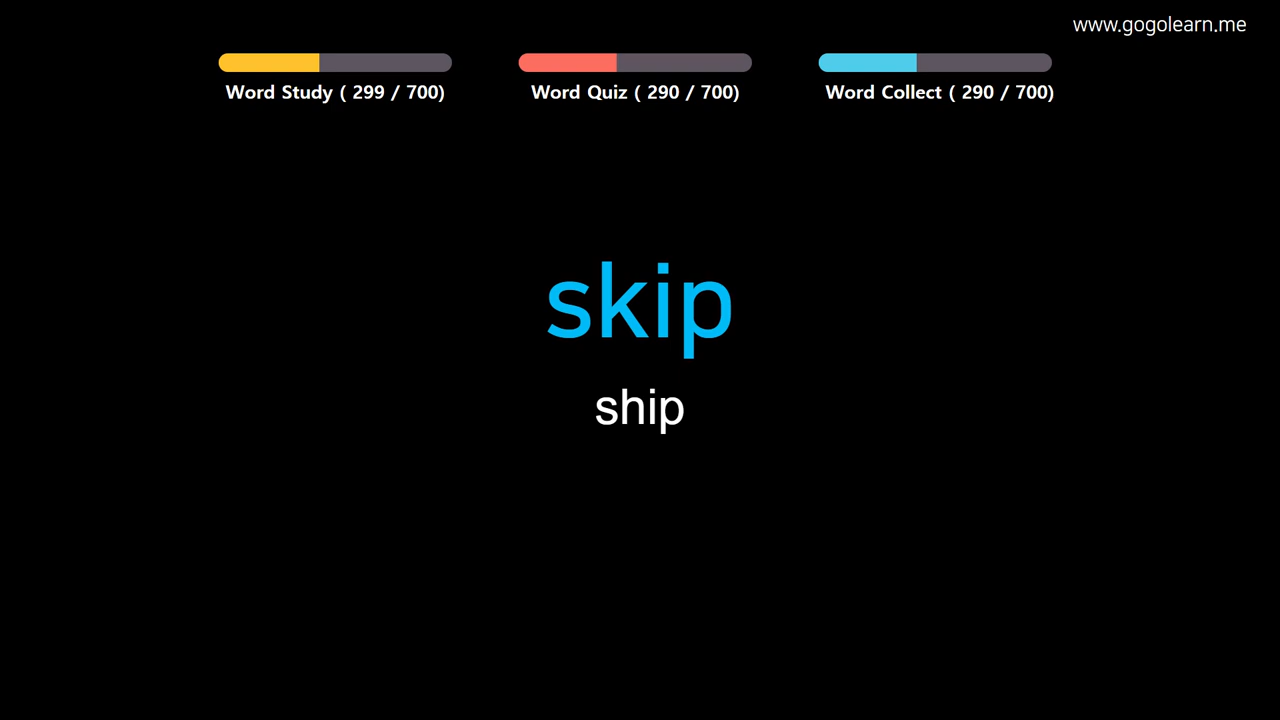 www.gogolearn.me
Word Study ( 299 / 700)
Word Quiz ( 290 / 700)
Word Collect ( 290 / 700)
skip
ship